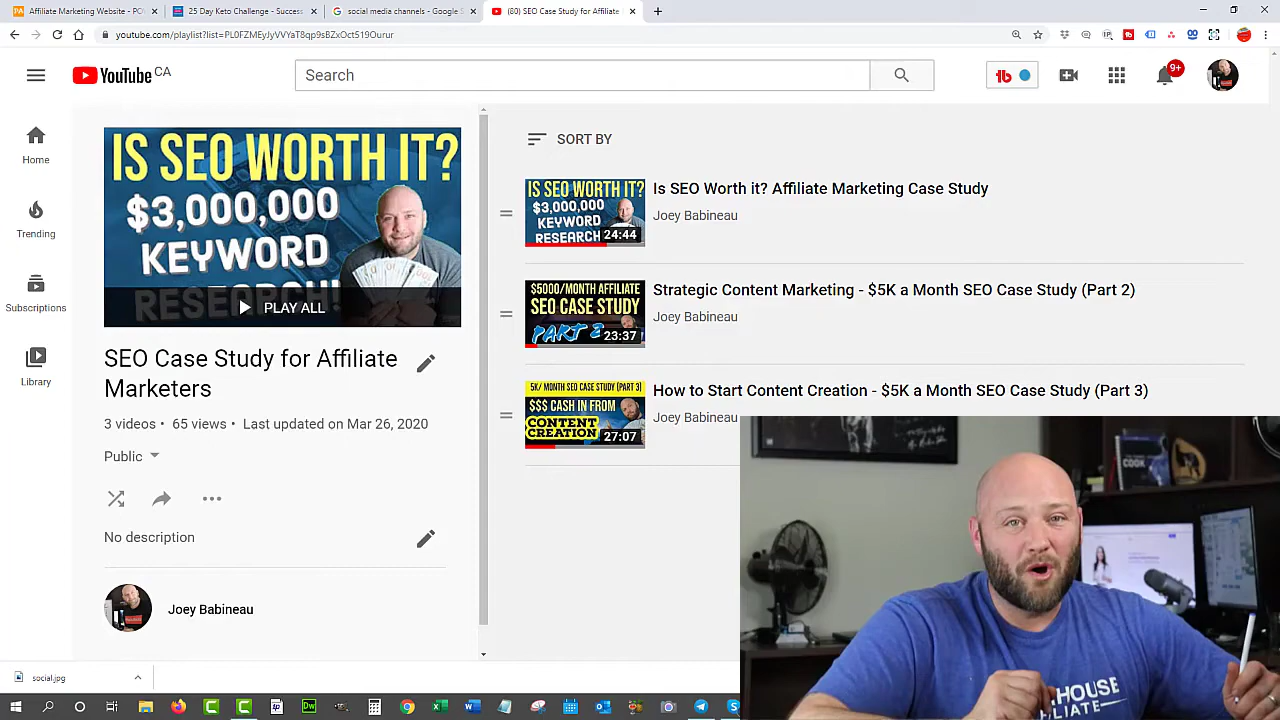 Affiliate Marketing Website - PO
25 Day Keto Challenge - Success
social media channels - Google S
(80) SEO Case Study for Affiliate
youtube.com/playlist?list=PL0FZMEyJyVVYaT8qp9sBZxOct519Ourur
YouTube CA
Search
9+
Home
Trending
Subscriptions
Library
IS SEO WORTH IT?
$3,000,000
KEYWORD
RESEARCH!
PLAY ALL
SEO Case Study for Affiliate
Marketers
3 videos • 65 views • Last updated on Mar 26, 2020
Public
No description
Joey Babineau
SORT BY
IS SEO WORTH IT?
$3,000,000
KEYWORD
RESEARCH
24:44
Is SEO Worth it? Affiliate Marketing Case Study
Joey Babineau
$5000/MONTH AFFILIATE
SEO CASE STUDY
PART 2
23:37
Strategic Content Marketing - $5K a Month SEO Case Study (Part 2)
Joey Babineau
5K/ MONTH SEO CASE STUDY (PART 3)
$$$ CASH IN FROM
CONTENT
CREATION
27:07
How to Start Content Creation - $5K a Month SEO Case Study (Part 3)
Joey Babineau
COOK
HOUSE
AFFILIATE
social.jpg